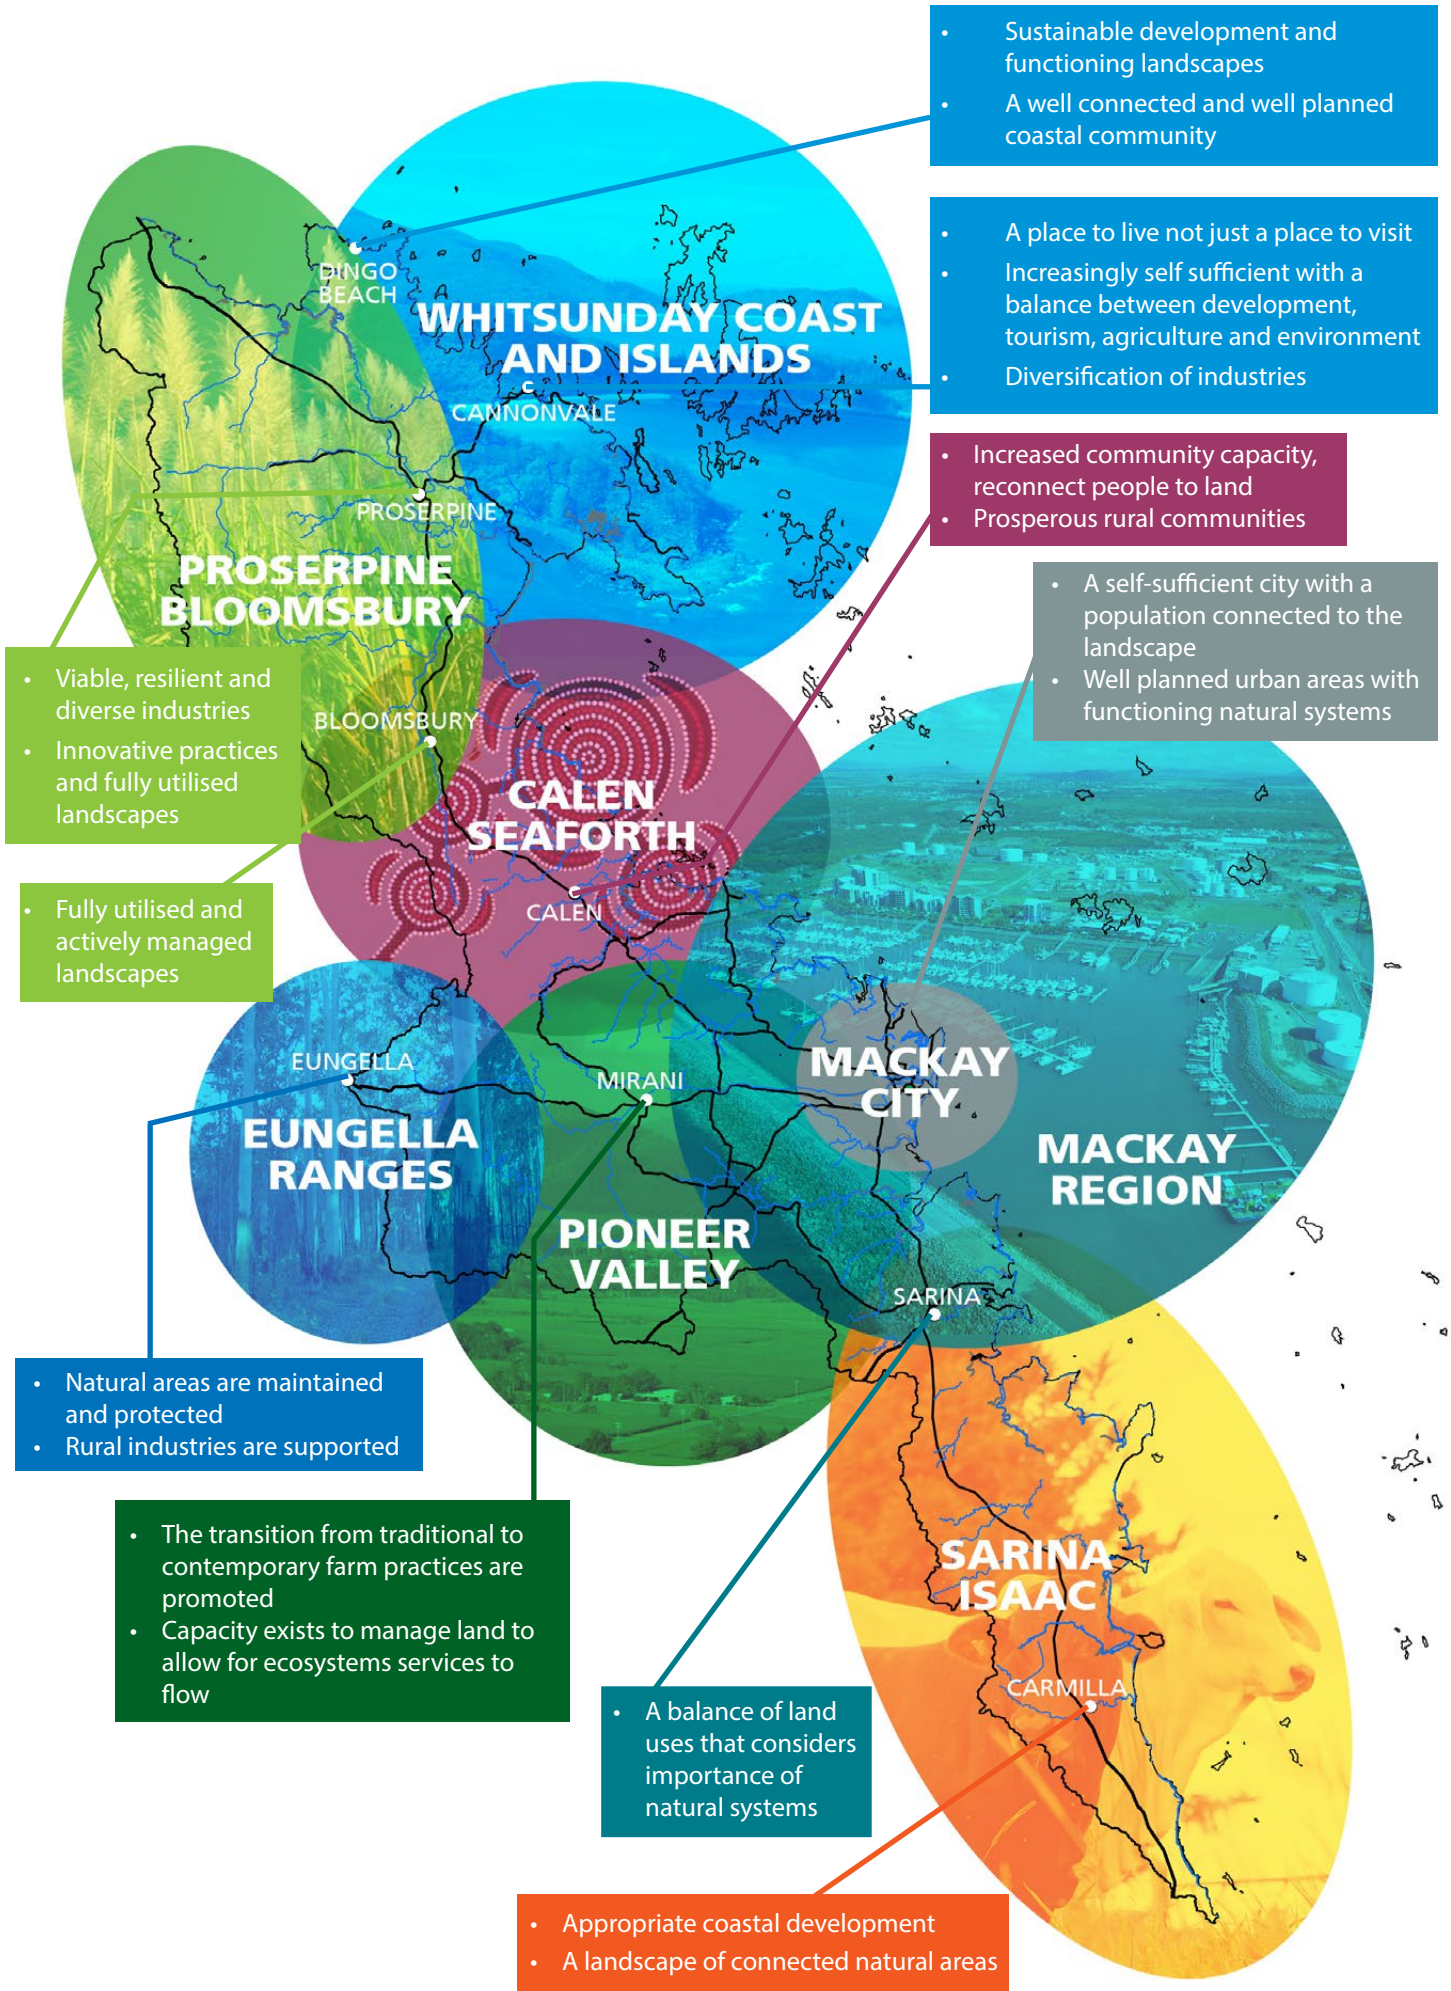 • Sustainable development and
functioning landscapes
• A well connected and well planned
coastal community
• A place to live not just a place to visit
• Increasingly self sufficient with a
balance between development,
tourism, agriculture and environment
• Diversification of industries
DINGO
BEACH
WHITSUNDAY COAST
AND ISLANDS
CANNONVALE
• Increased community capacity,
reconnect people to land
• Prosperous rural communities
PROSERPINE
PROSERPINE
BLOOMSBURY
• A self-sufficient city with a
population connected to the
landscape
• Well planned urban areas with
functioning natural systems
• Viable, resilient and
diverse industries
• Innovative practices
and fully utilised
landscapes
BLOOMSBURY
CALEN
SEAFORTH
CALEN
• Fully utilised and
actively managed
landscapes
EUNGELLA
EUNGELLA
RANGES
MIRANI
MACKAY
CITY
MACKAY
REGION
PIONEER
VALLEY
SARINA
• Natural areas are maintained
and protected
• Rural industries are supported
• The transition from traditional to
contemporary farm practices are
promoted
• Capacity exists to manage land to
allow for ecosystems services to
flow
SARINA
ISAAC
CARMILLA
• A balance of land
uses that considers
importance of
natural systems
• Appropriate coastal development
• A landscape of connected natural areas